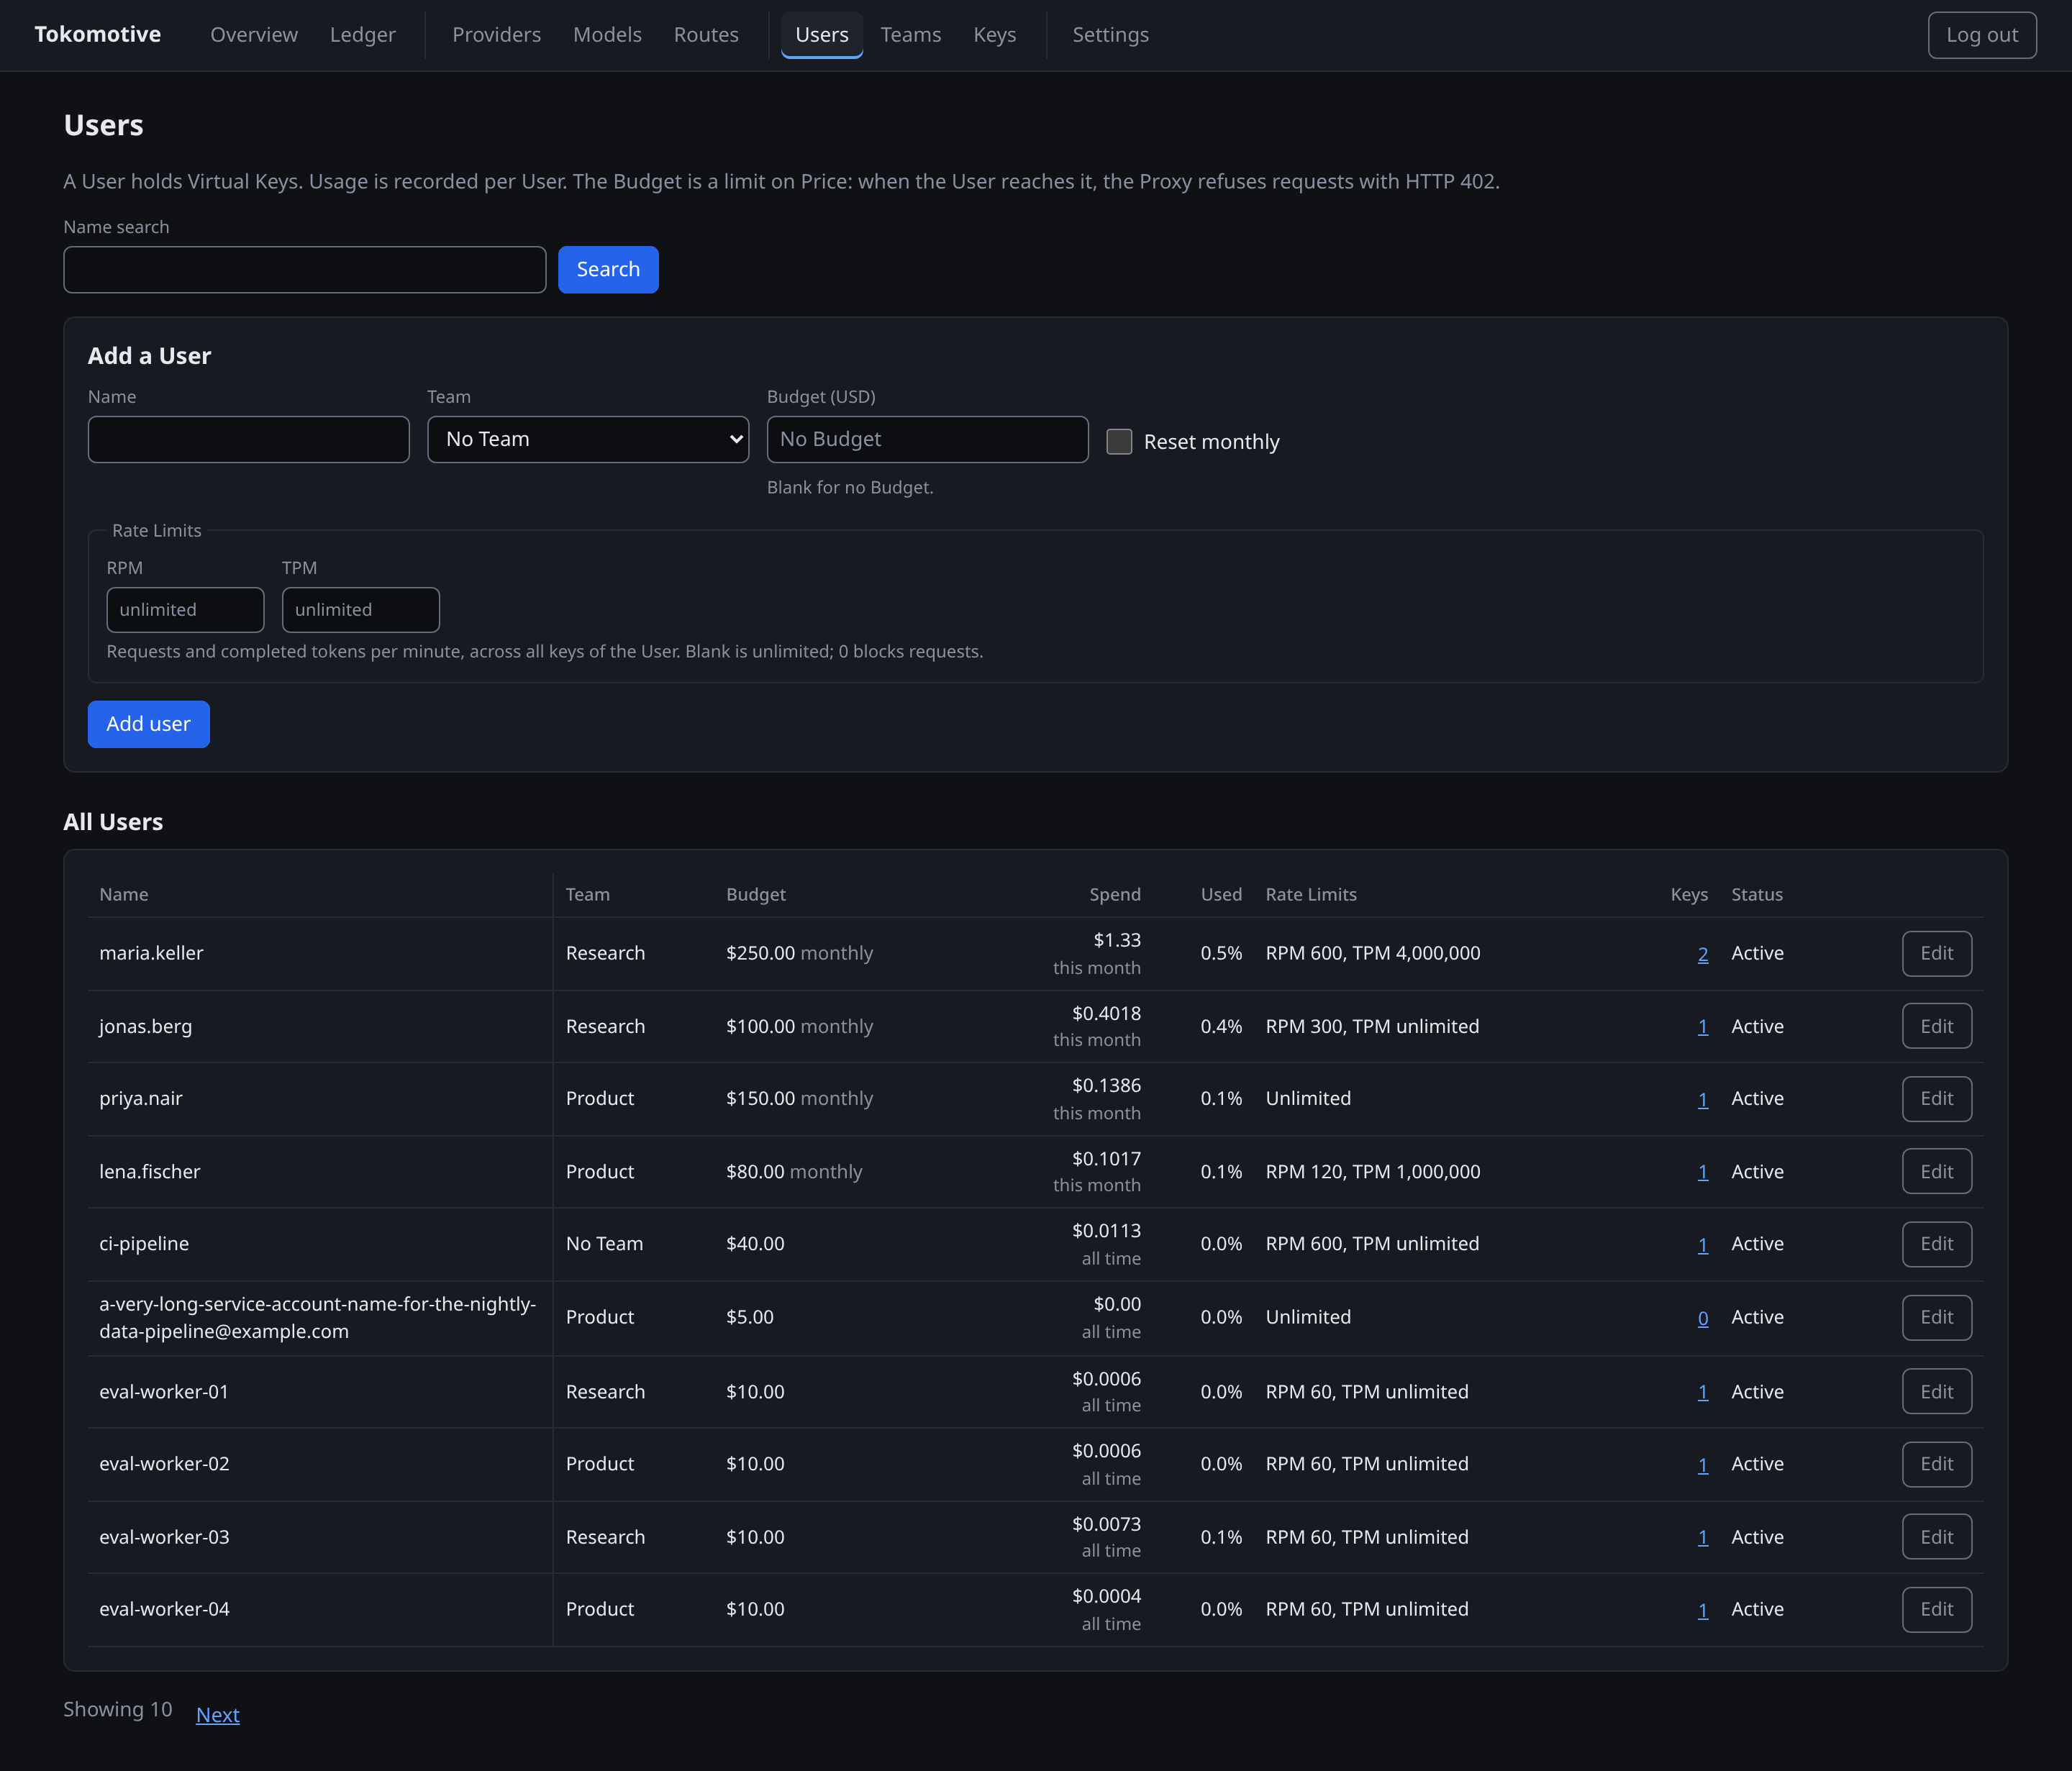 Tokomotive Overview Ledger Providers Models Routes Users Teams Keys Settings Log out
Users
A User holds Virtual Keys. Usage is recorded per User. The Budget is a limit on Price: when the User reaches it, the Proxy refuses requests with HTTP 402.
Name search
Search
Add a User
Name Team Budget (USD)
No Team No Budget Reset monthly
Blank for no Budget.
Rate Limits
RPM TPM
unlimited unlimited
Requests and completed tokens per minute, across all keys of the User. Blank is unlimited; 0 blocks requests.
Add user
All Users
Name Team Budget Spend Used Rate Limits Keys Status
maria.keller Research $250.00 monthly $1.33 this month 0.5% RPM 600, TPM 4,000,000 2 Active Edit
jonas.berg Research $100.00 monthly $0.4018 this month 0.4% RPM 300, TPM unlimited 1 Active Edit
priya.nair Product $150.00 monthly $0.1386 this month 0.1% Unlimited 1 Active Edit
lena.fischer Product $80.00 monthly $0.1017 this month 0.1% RPM 120, TPM 1,000,000 1 Active Edit
ci-pipeline No Team $40.00 $0.0113 all time 0.0% RPM 600, TPM unlimited 1 Active Edit
a-very-long-service-account-name-for-the-nightly-
data-pipeline@example.com Product $5.00 $0.00 all time 0.0% Unlimited 0 Active Edit
eval-worker-01 Research $10.00 $0.0006 all time 0.0% RPM 60, TPM unlimited 1 Active Edit
eval-worker-02 Product $10.00 $0.0006 all time 0.0% RPM 60, TPM unlimited 1 Active Edit
eval-worker-03 Research $10.00 $0.0073 all time 0.1% RPM 60, TPM unlimited 1 Active Edit
eval-worker-04 Product $10.00 $0.0004 all time 0.0% RPM 60, TPM unlimited 1 Active Edit
Showing 10 Next